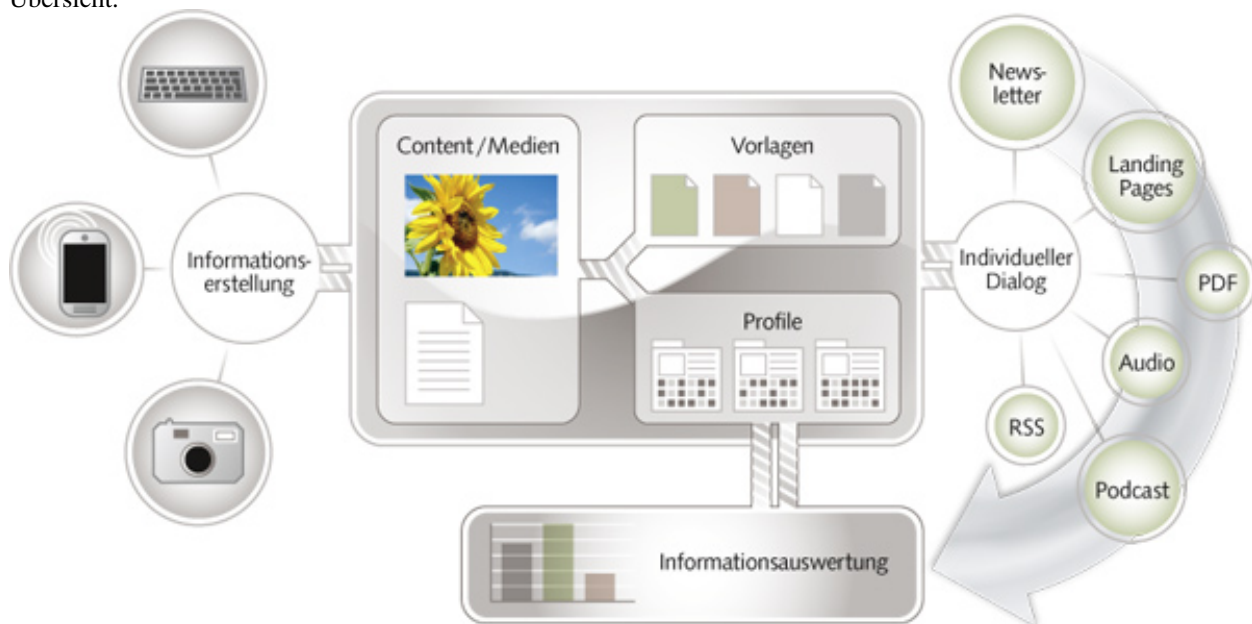 Übersicht:
Content / Medien
Vorlagen
Informations-
erstellung
Profile
Informationsauswertung
Individueller
Dialog
News-
letter
Landing
Pages
PDF
Audio
RSS
Podcast